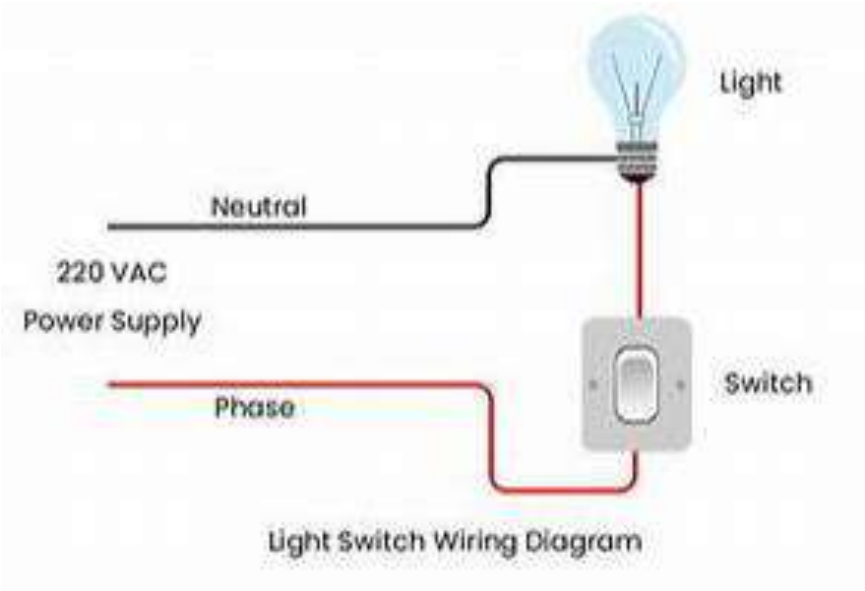 Light
Neutral
220 VAC
Power Supply
Phase
Switch
Light Switch Wiring Diagram